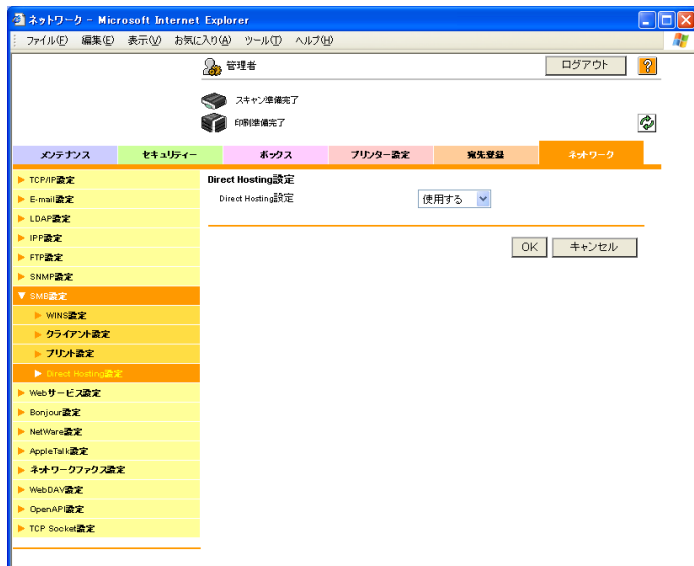 ネットワーク - Microsoft Internet Explorer
ファイル(F) 編集(E) 表示(V) お気に入り(A) ツール(T) ヘルプ(H)
管理者 ログアウト ?
スキャン準備完了
印刷準備完了
メンテナンス セキュリティー ボックス プリンター設定 宛先登録 ネットワーク
TCP/IP設定
E-mail設定
LDAP設定
IPP設定
FTP設定
SNMP設定
SMB設定
WINS設定
クライアント設定
プリント設定
Direct Hosting設定
Webサービス設定
Bonjour設定
NetWare設定
AppleTalk設定
ネットワークファクス設定
WebDAV設定
OpenAPI設定
TCP Socket設定
Direct Hosting設定
Direct Hosting設定 使用する
OK キャンセル